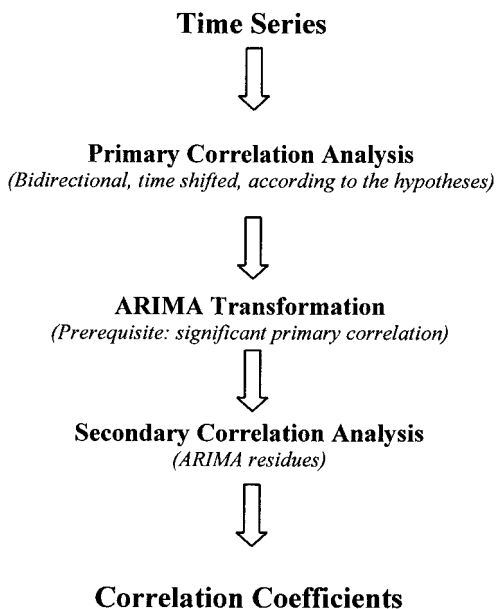 Time Series
Primary Correlation Analysis
(Bidirectional, time shifted, according to the hypotheses)
ARIMA Transformation
(Prerequisite: significant primary correlation)
Secondary Correlation Analysis
(ARIMA residues)
Correlation Coefficients